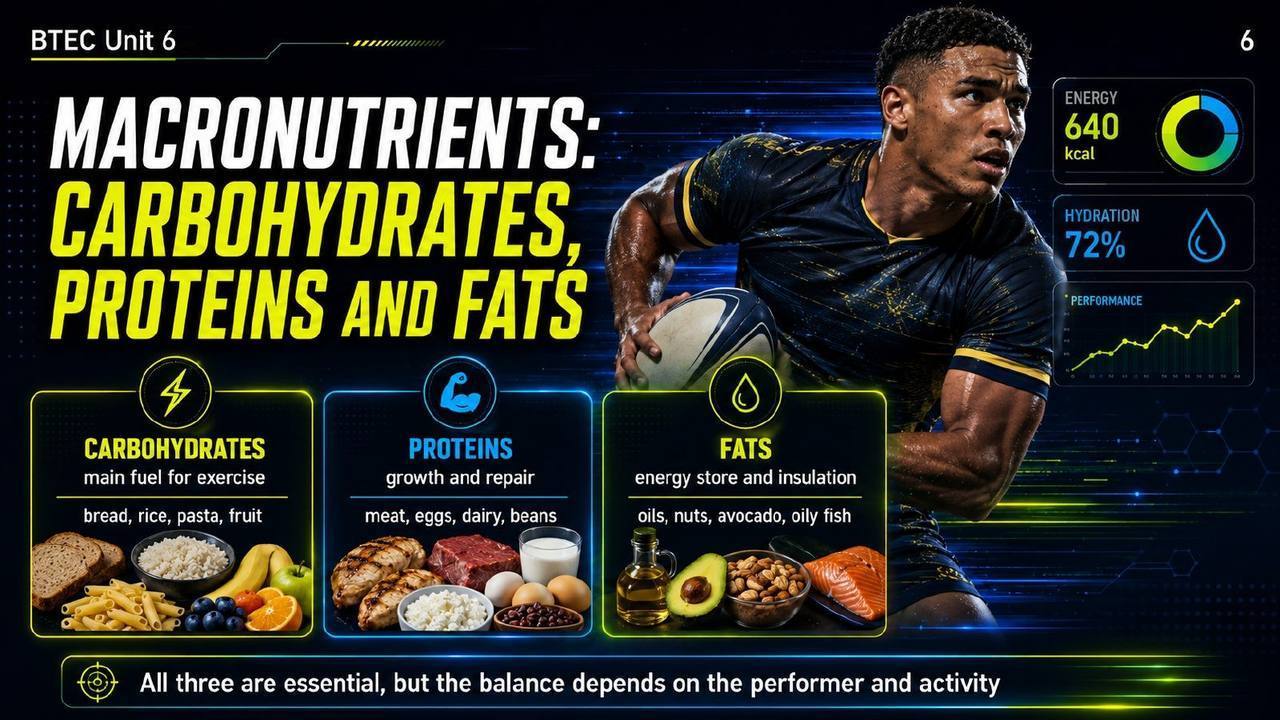 BTEC Unit 6
6
MACRONUTRIENTS:
CARBOHYDRATES,
PROTEINS AND FATS
ENERGY
640
kcal
HYDRATION
72%
PERFORMANCE
CARBOHYDRATES
main fuel for exercise
bread, rice, pasta, fruit
PROTEINS
growth and repair
meat, eggs, dairy, beans
FATS
energy store and insulation
oils, nuts, avocado, oily fish
All three are essential, but the balance depends on the performer and activity